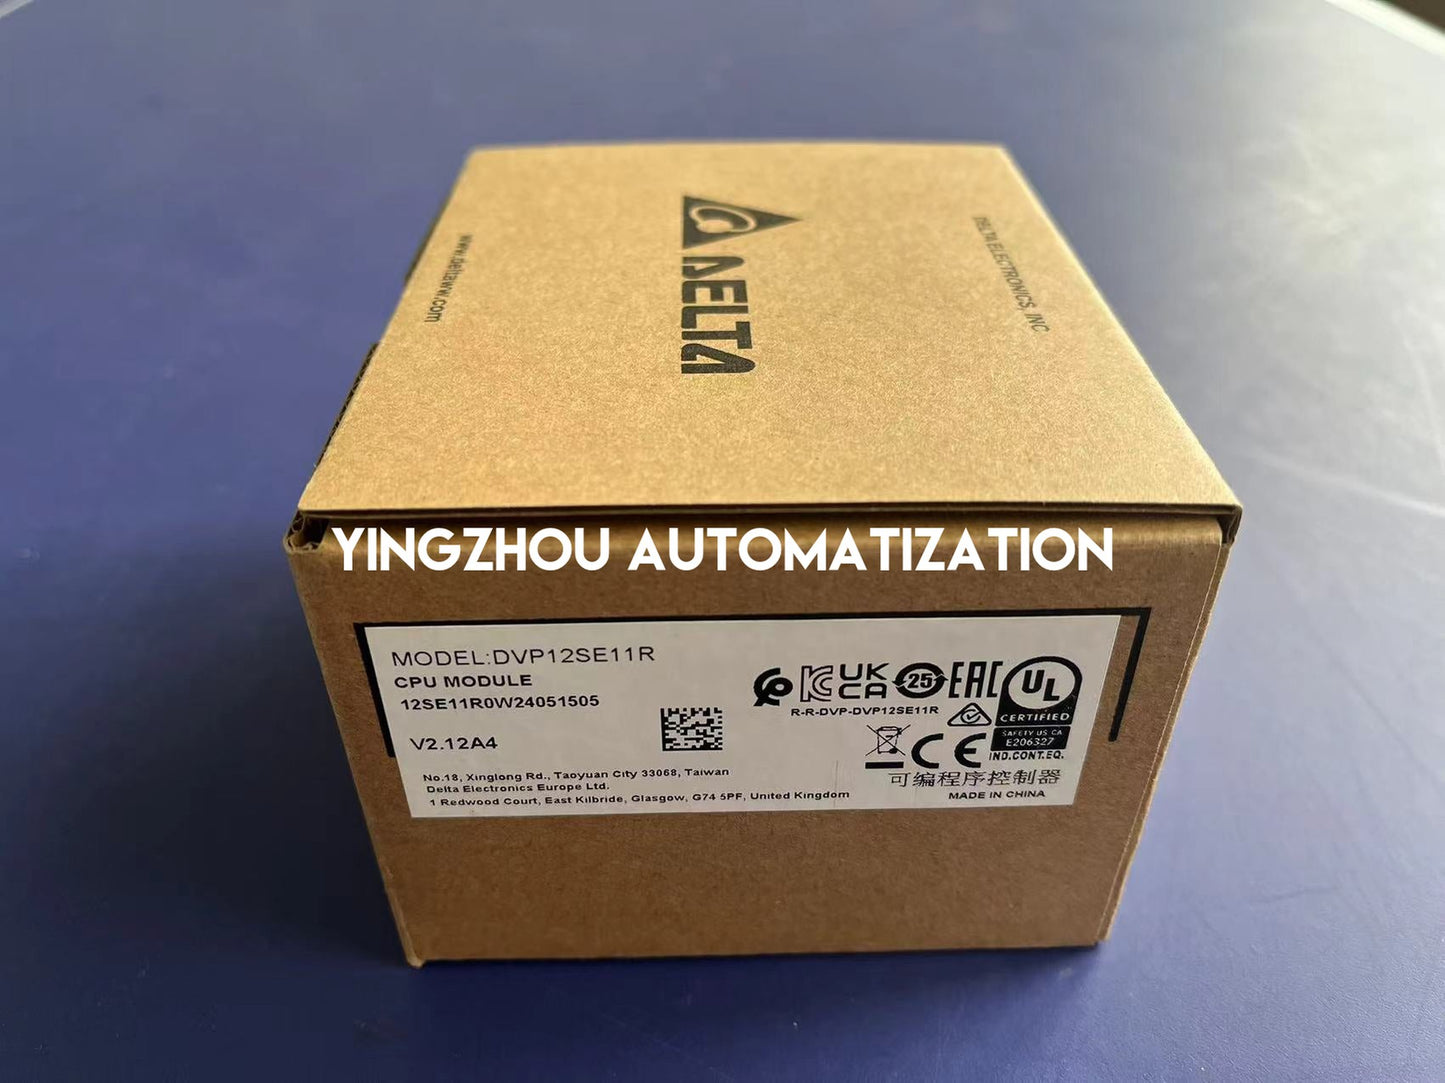 DELTA
www.deltaww.com
DELTA ELECTRONICS, INC
YINGZHOU AUTOMATIZATION
MODEL:DVP12SE11R
CPU MODULE
12SE11R0W24051505
V2.12A4
No.18, Xinglong Rd., Taoyuan City 33068, Taiwan
Delta Electronics Europe Ltd.
1 Redwood Court, East Kilbride, Glasgow, G74 5PF, United Kingdom
UK CA 25 EAC UL
R-R-DVP-DVP12SE11R
CERTIFIED
SAFETY US CA
E206327
CE
IND.CONT.EQ.
可编程序控制器
MADE IN CHINA